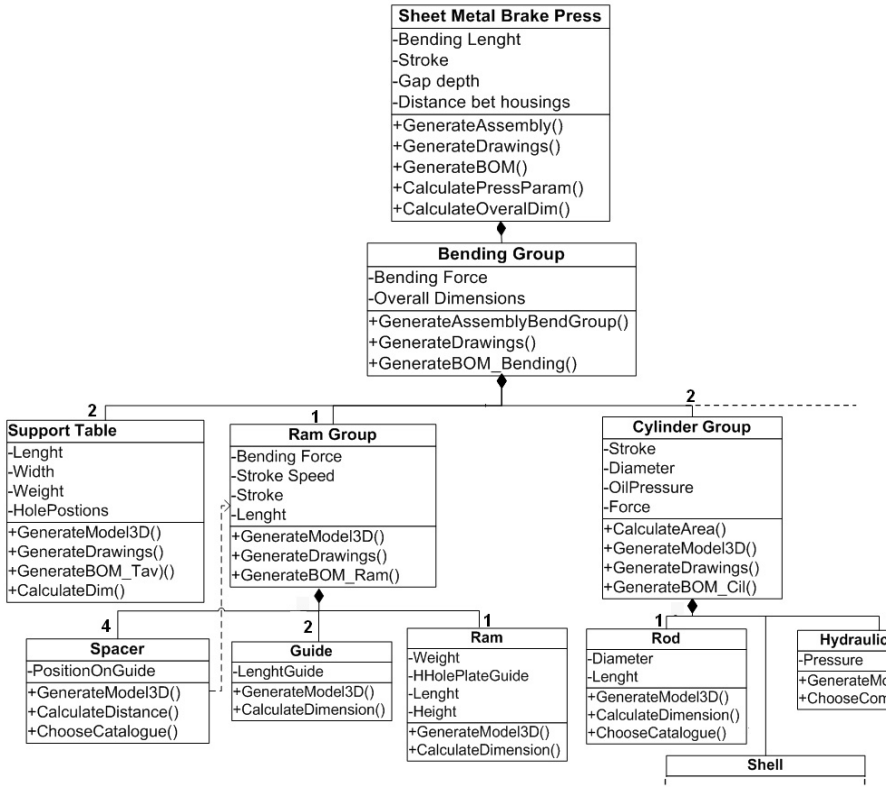 Sheet Metal Brake Press
-Bending Lenght
-Stroke
-Gap depth
-Distance bet housings
+GenerateAssembly()
+GenerateDrawings()
+GenerateBOM()
+CalculatePressParam()
+CalculateOveralDim()
Bending Group
-Bending Force
-Overall Dimensions
+GenerateAssemblyBendGroup()
+GenerateDrawings()
+GenerateBOM_Bending()
2
Support Table
-Lenght
-Width
-Weight
-HolePostions
+GenerateModel3D()
+GenerateDrawings()
+GenerateBOM_Tav)()
+CalculateDim()
1
Ram Group
-Bending Force
-Stroke Speed
-Stroke
-Lenght
+GenerateModel3D()
+GenerateDrawings()
+GenerateBOM_Ram()
2
Cylinder Group
-Stroke
-Diameter
-OilPressure
-Force
+CalculateArea()
+GenerateModel3D()
+GenerateDrawings()
+GenerateBOM_Cil()
4
Spacer
-PositionOnGuide
+GenerateModel3D()
+CalculateDistance()
+ChooseCatalogue()
2
Guide
-LenghtGuide
+GenerateModel3D()
+CalculateDimension()
1
Ram
-Weight
-HHolePlateGuide
-Lenght
-Height
+GenerateModel3D()
+CalculateDimension()
1
Rod
-Diameter
-Lenght
+GenerateModel3D()
+CalculateDimension()
+ChooseCatalogue()
Hydraulic
-Pressure
+GenerateMo
+ChooseCom
Shell